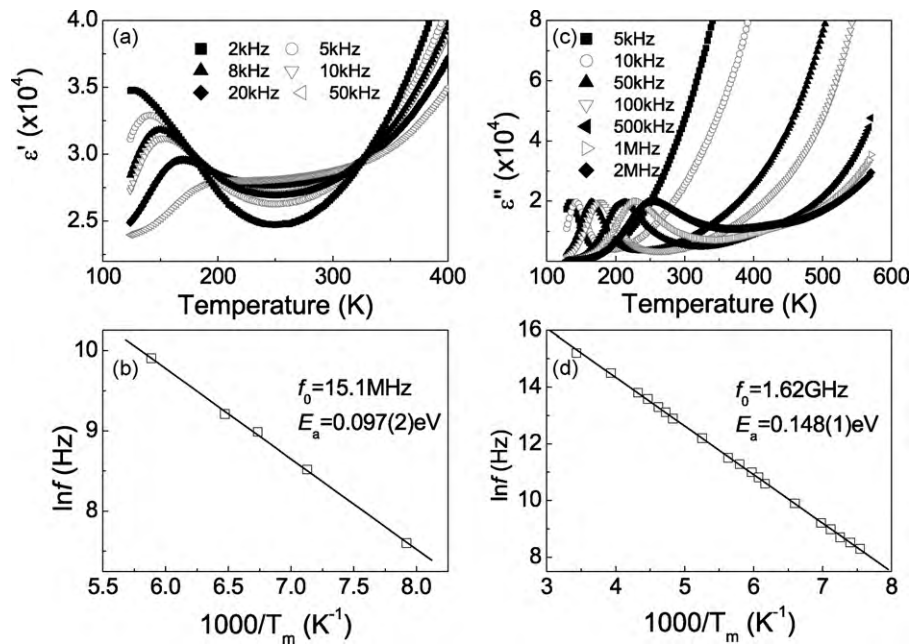 (a)
2kHz 5kHz
8kHz 10kHz
20kHz 50kHz
4.0
3.5
3.0
2.5
ε' (x10⁴)
100 200 300 400
Temperature (K)
(c)
5kHz
10kHz
50kHz
100kHz
500kHz
1MHz
2MHz
8
6
4
2
0
ε" (x10⁴)
100 200 300 400 500 600
Temperature (K)
(b)
f₀=15.1MHz
Eₐ=0.097(2)eV
10
9
8
lnf (Hz)
5.5 6.0 6.5 7.0 7.5 8.0
1000/Tₘ (K⁻¹)
(d)
f₀=1.62GHz
Eₐ=0.148(1)eV
16
14
12
10
8
lnf (Hz)
3 4 5 6 7 8
1000/Tₘ (K⁻¹)